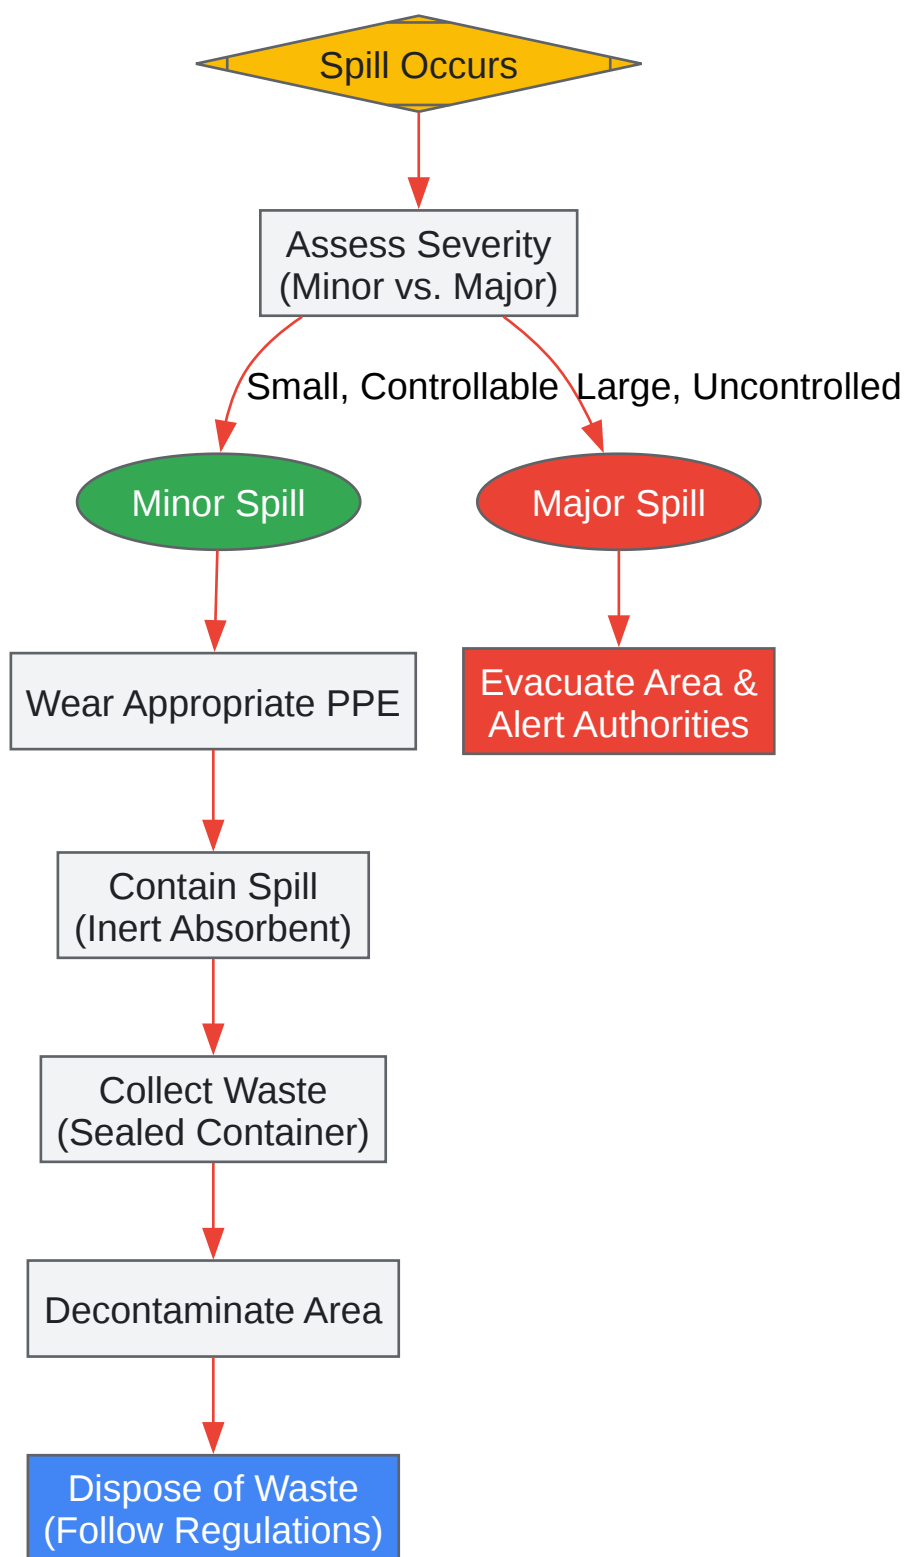 Spill Occurs
Assess Severity
(Minor vs. Major)
Small, Controllable
Large, Uncontrolled
Minor Spill
Major Spill
Wear Appropriate PPE
Evacuate Area &
Alert Authorities
Contain Spill
(Inert Absorbent)
Collect Waste
(Sealed Container)
Decontaminate Area
Dispose of Waste
(Follow Regulations)